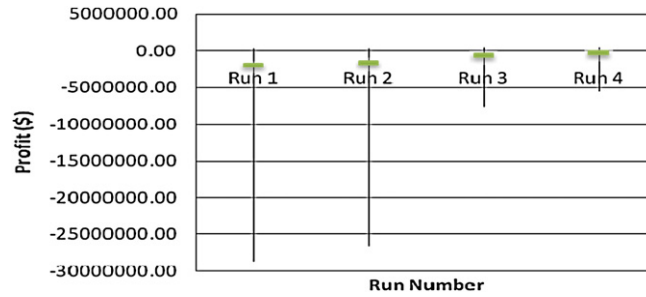 5000000.00
0.00
-5000000.00
-10000000.00
-15000000.00
-20000000.00
-25000000.00
-30000000.00
Profit ($)
Run 1
Run 2
Run 3
Run 4
Run Number